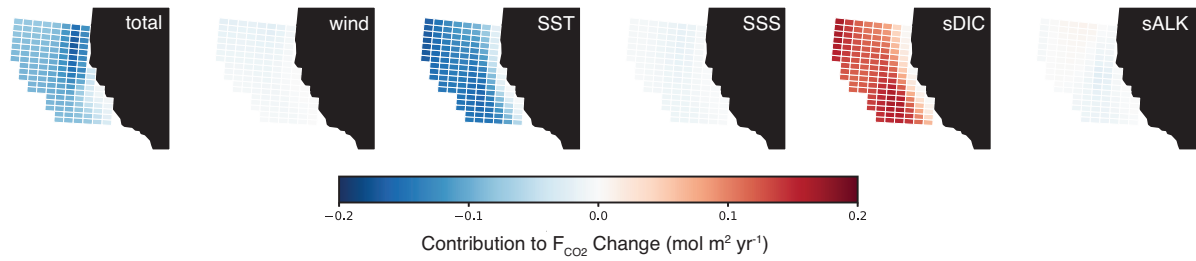 total wind SST SSS sDIC sALK
−0.2 −0.1 0.0 0.1 0.2
Contribution to F_CO2 Change (mol m² yr⁻¹)